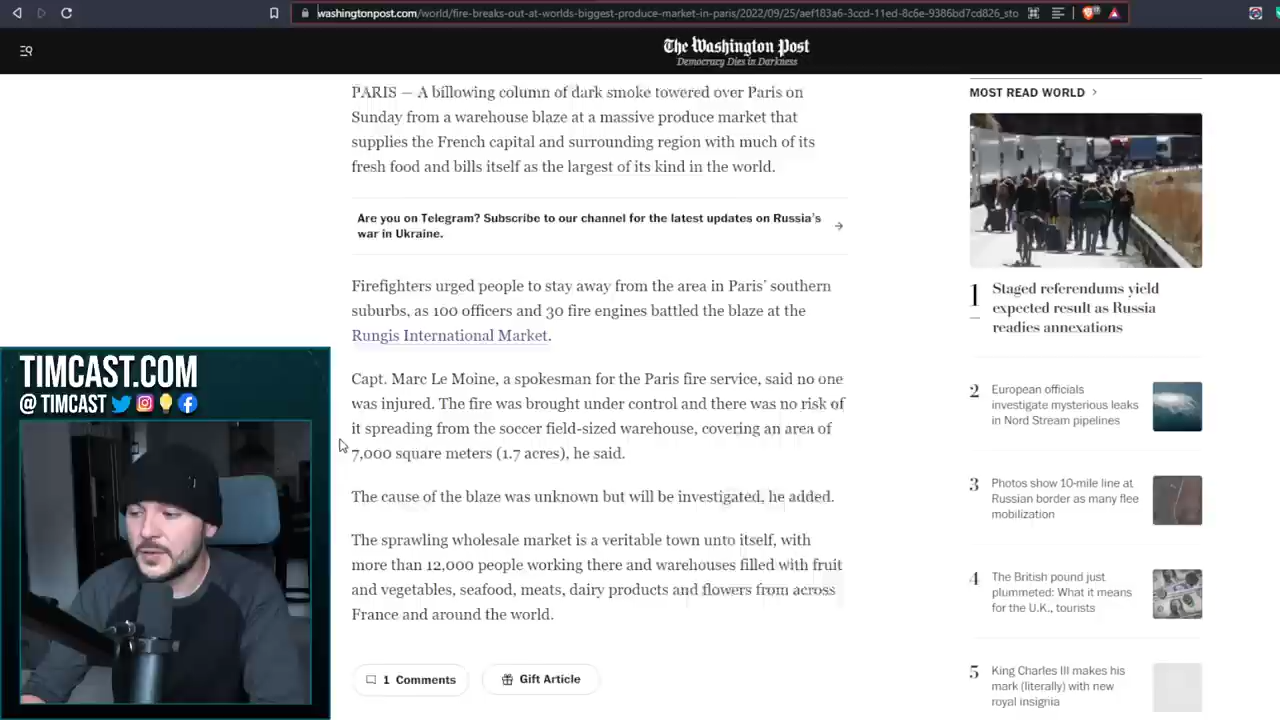 washingtonpost.com/world/fire-breaks-out-at-worlds-biggest-produce-market-in-paris/2022/09/25/aef183a6-3ccd-11ed-8c6e-9386bd7cd826_sto
The Washington Post
Democracy Dies in Darkness
PARIS — A billowing column of dark smoke towered over Paris on
Sunday from a warehouse blaze at a massive produce market that
supplies the French capital and surrounding region with much of its
fresh food and bills itself as the largest of its kind in the world.
Are you on Telegram? Subscribe to our channel for the latest updates on Russia's
war in Ukraine.
Firefighters urged people to stay away from the area in Paris' southern
suburbs, as 100 officers and 30 fire engines battled the blaze at the
Rungis International Market.
Capt. Marc Le Moine, a spokesman for the Paris fire service, said no one
was injured. The fire was brought under control and there was no risk of
it spreading from the soccer field-sized warehouse, covering an area of
7,000 square meters (1.7 acres), he said.
The cause of the blaze was unknown but will be investigated, he added.
The sprawling wholesale market is a veritable town unto itself, with
more than 12,000 people working there and warehouses filled with fruit
and vegetables, seafood, meats, dairy products and flowers from across
France and around the world.
1 Comments
Gift Article
MOST READ WORLD
1
Staged referendums yield
expected result as Russia
readies annexations
2
European officials
investigate mysterious leaks
in Nord Stream pipelines
3
Photos show 10-mile line at
Russian border as many flee
mobilization
4
The British pound just
plummeted: What it means
for the U.K., tourists
5
King Charles III makes his
mark (literally) with new
royal insignia
TIMCAST.COM
@ TIMCAST